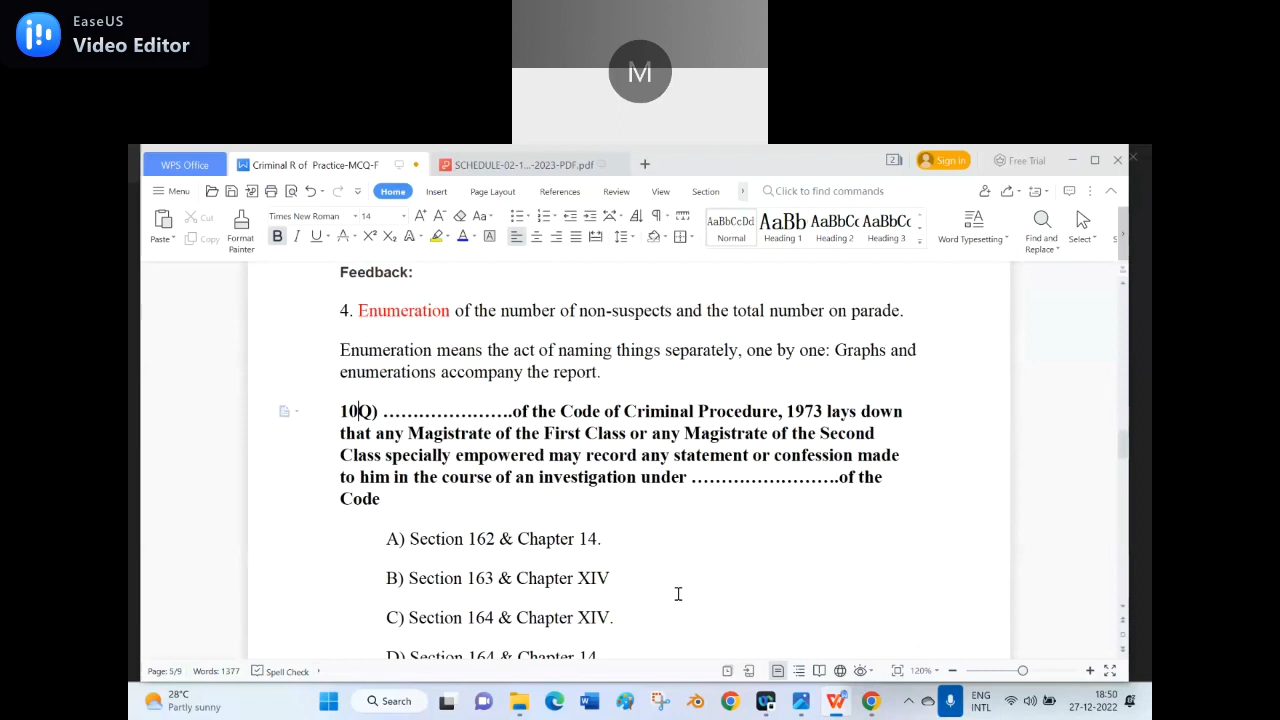 EaseUS
Video Editor
M
WPS Office
Criminal R of Practice-MCQ-F
SCHEDULE-02-1...-2023-PDF.pdf
2
Sign in
Free Trial
Menu
Home
Insert
Page Layout
References
Review
View
Section
Click to find commands
Paste
Cut
Copy
Format Painter
Times New Roman
14
AaBbCcDd
Normal
AaBb
Heading 1
AaBbCc
Heading 2
AaBbCc
Heading 3
Word Typesetting
Find and Replace
Select
Feedback:
4. Enumeration of the number of non-suspects and the total number on parade.
Enumeration means the act of naming things separately, one by one: Graphs and
enumerations accompany the report.
10Q) ………………….of the Code of Criminal Procedure, 1973 lays down
that any Magistrate of the First Class or any Magistrate of the Second
Class specially empowered may record any statement or confession made
to him in the course of an investigation under …………………….of the
Code
A) Section 162 & Chapter 14.
B) Section 163 & Chapter XIV
C) Section 164 & Chapter XIV.
D) Section 164 & Chapter 14
Page: 5/9
Words: 1377
Spell Check
120%
28°C
Partly sunny
Search
ENG
INTL
18:50
27-12-2022